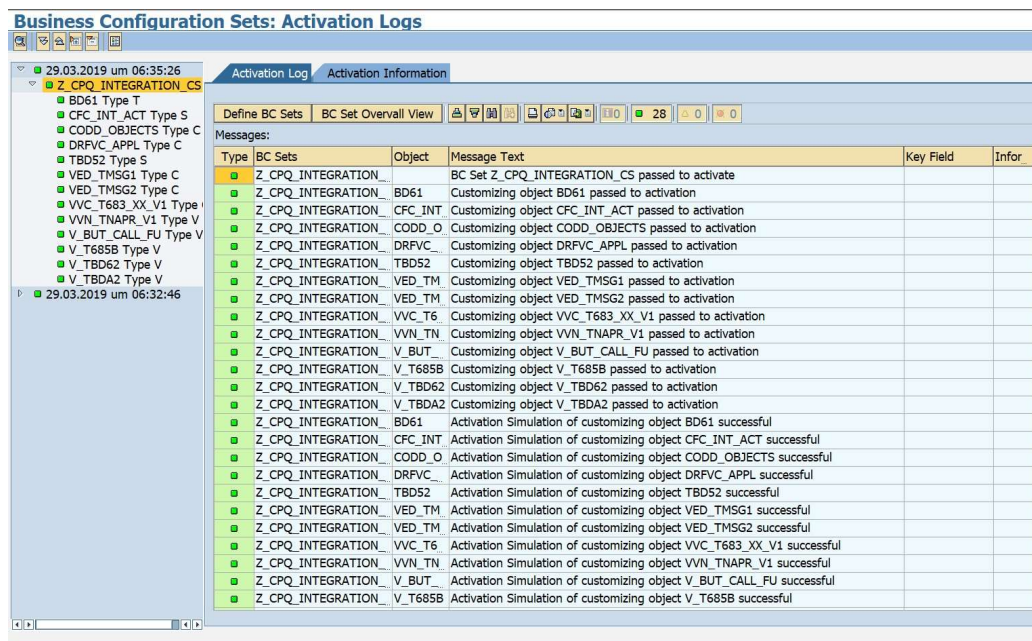 Business Configuration Sets: Activation Logs
29.03.2019 um 06:35:26
Z_CPQ_INTEGRATION_CS
BD61 Type T
CFC_INT_ACT Type S
CODD_OBJECTS Type C
DRFVC_APPL Type C
TBD52 Type S
VED_TMSG1 Type C
VED_TMSG2 Type C
VVC_T683_XX_V1 Type
VVN_TNAPR_V1 Type V
V_BUT_CALL_FU Type V
V_T685B Type V
V_TBD62 Type V
V_TBDA2 Type V
29.03.2019 um 06:32:46
Activation Log Activation Information
Define BC Sets BC Set Overvall View 0 28 0 0
Messages:
Type BC Sets Object Message Text Key Field Infor_
Z_CPQ_INTEGRATION_ BC Set Z_CPQ_INTEGRATION_CS passed to activate
Z_CPQ_INTEGRATION_ BD61 Customizing object BD61 passed to activation
Z_CPQ_INTEGRATION_ CFC_INT_ Customizing object CFC_INT_ACT passed to activation
Z_CPQ_INTEGRATION_ CODD_O_ Customizing object CODD_OBJECTS passed to activation
Z_CPQ_INTEGRATION_ DRFVC_ Customizing object DRFVC_APPL passed to activation
Z_CPQ_INTEGRATION_ TBD52 Customizing object TBD52 passed to activation
Z_CPQ_INTEGRATION_ VED_TM_ Customizing object VED_TMSG1 passed to activation
Z_CPQ_INTEGRATION_ VED_TM_ Customizing object VED_TMSG2 passed to activation
Z_CPQ_INTEGRATION_ VVC_T6_ Customizing object VVC_T683_XX_V1 passed to activation
Z_CPQ_INTEGRATION_ VVN_TN_ Customizing object VVN_TNAPR_V1 passed to activation
Z_CPQ_INTEGRATION_ V_BUT_ Customizing object V_BUT_CALL_FU passed to activation
Z_CPQ_INTEGRATION_ V_T685B Customizing object V_T685B passed to activation
Z_CPQ_INTEGRATION_ V_TBD62 Customizing object V_TBD62 passed to activation
Z_CPQ_INTEGRATION_ V_TBDA2 Customizing object V_TBDA2 passed to activation
Z_CPQ_INTEGRATION_ BD61 Activation Simulation of customizing object BD61 successful
Z_CPQ_INTEGRATION_ CFC_INT_ Activation Simulation of customizing object CFC_INT_ACT successful
Z_CPQ_INTEGRATION_ CODD_O_ Activation Simulation of customizing object CODD_OBJECTS successful
Z_CPQ_INTEGRATION_ DRFVC_ Activation Simulation of customizing object DRFVC_APPL successful
Z_CPQ_INTEGRATION_ TBD52 Activation Simulation of customizing object TBD52 successful
Z_CPQ_INTEGRATION_ VED_TM_ Activation Simulation of customizing object VED_TMSG1 successful
Z_CPQ_INTEGRATION_ VED_TM_ Activation Simulation of customizing object VED_TMSG2 successful
Z_CPQ_INTEGRATION_ VVC_T6_ Activation Simulation of customizing object VVC_T683_XX_V1 successful
Z_CPQ_INTEGRATION_ VVN_TN_ Activation Simulation of customizing object VVN_TNAPR_V1 successful
Z_CPQ_INTEGRATION_ V_BUT_ Activation Simulation of customizing object V_BUT_CALL_FU successful
Z_CPQ_INTEGRATION_ V_T685B Activation Simulation of customizing object V_T685B successful